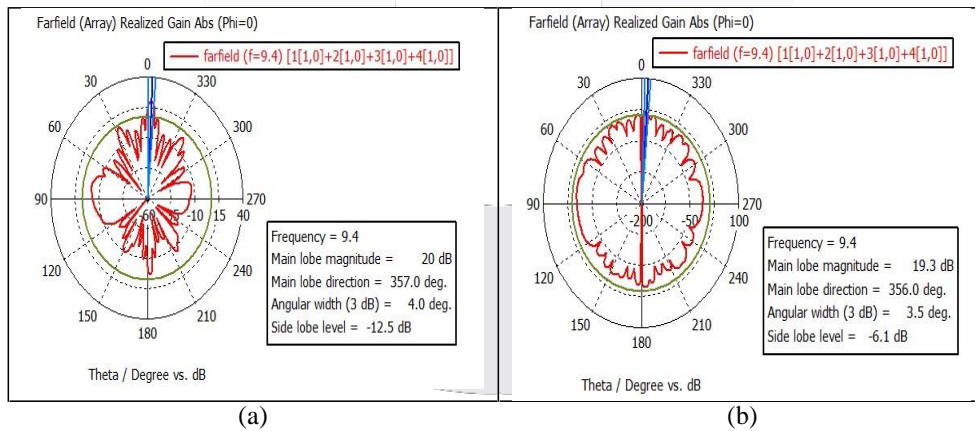 Farfield (Array) Realized Gain Abs (Phi=0)
farfield (f=9.4) [1[1,0]+2[1,0]+3[1,0]+4[1,0]]
0
30 330
60 300
90 270
-60 -10 15 40
120 240
150 210
180
Frequency = 9.4
Main lobe magnitude = 20 dB
Main lobe direction = 357.0 deg.
Angular width (3 dB) = 4.0 deg.
Side lobe level = -12.5 dB
Theta / Degree vs. dB
(a)
Farfield (Array) Realized Gain Abs (Phi=0)
farfield (f=9.4) [1[1,0]+2[1,0]+3[1,0]+4[1,0]]
0
30 330
60 300
90 270
-200 -50 100
120 240
150 210
180
Frequency = 9.4
Main lobe magnitude = 19.3 dB
Main lobe direction = 356.0 deg.
Angular width (3 dB) = 3.5 deg.
Side lobe level = -6.1 dB
Theta / Degree vs. dB
(b)